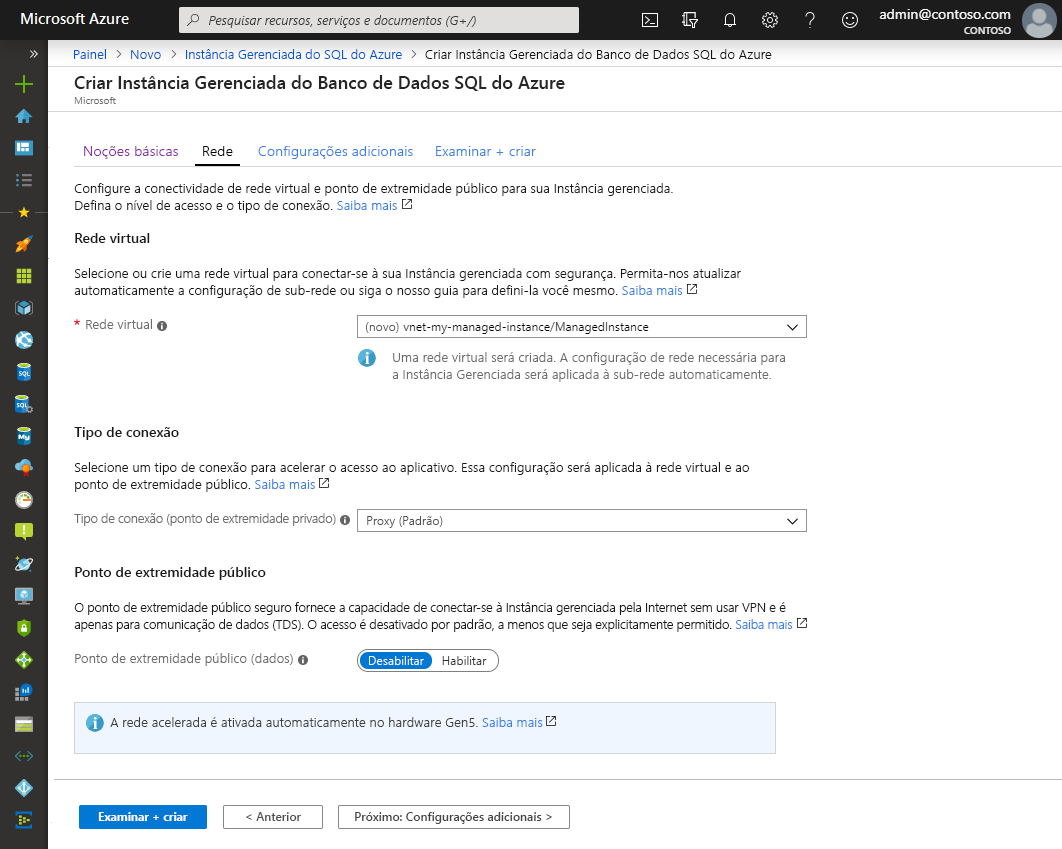 Microsoft Azure
Pesquisar recursos, serviços e documentos (G+/)
admin@contoso.com
CONTOSO
Painel > Novo > Instância Gerenciada do SQL do Azure > Criar Instância Gerenciada do Banco de Dados SQL do Azure
Criar Instância Gerenciada do Banco de Dados SQL do Azure
Microsoft
Noções básicas Rede Configurações adicionais Examinar + criar
Configure a conectividade de rede virtual e ponto de extremidade público para sua Instância gerenciada.
Defina o nível de acesso e o tipo de conexão. Saiba mais
Rede virtual
Selecione ou crie uma rede virtual para conectar-se à sua Instância gerenciada com segurança. Permita-nos atualizar
automaticamente a configuração de sub-rede ou siga o nosso guia para defini-la você mesmo. Saiba mais
* Rede virtual
(novo) vnet-my-managed-instance/ManagedInstance
Uma rede virtual será criada. A configuração de rede necessária para
a Instância Gerenciada será aplicada à sub-rede automaticamente.
Tipo de conexão
Selecione um tipo de conexão para acelerar o acesso ao aplicativo. Essa configuração será aplicada à rede virtual e ao
ponto de extremidade público. Saiba mais
Tipo de conexão (ponto de extremidade privado)
Proxy (Padrão)
Ponto de extremidade público
O ponto de extremidade público seguro fornece a capacidade de conectar-se à Instância gerenciada pela Internet sem usar VPN e é
apenas para comunicação de dados (TDS). O acesso é desativado por padrão, a menos que seja explicitamente permitido. Saiba mais
Ponto de extremidade público (dados)
Desabilitar Habilitar
A rede acelerada é ativada automaticamente no hardware Gen5. Saiba mais
Examinar + criar
< Anterior
Próximo: Configurações adicionais >
SQL
SQL
My